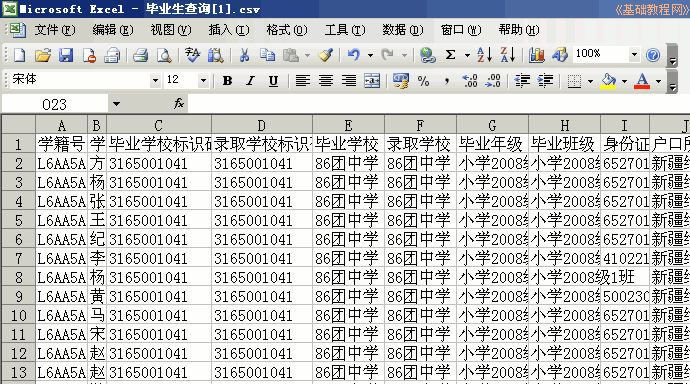 Microsoft Excel - 毕业生查询[1].csv 《基础教程网》
文件(F) 编辑(E) 视图(V) 插入(I) 格式(O) 工具(T) 数据(D) 窗口(W) 帮助(H)
Σ 100%
宋体 12 B I U % , A
O23 fx
A B C D E F G H I J
1 学籍号 学 毕业学校标识码 录取学校标识 毕业学校 录取学校 毕业年级 毕业班级 身份证 户口所
2 L6AA5A 方 3165001041 3165001041 86团中学 86团中学 小学2008级 小学2008级 652701 新疆维
3 L6AA5A 杨 3165001041 3165001041 86团中学 86团中学 小学2008级 小学2008级 652701 新疆维
4 L6AA5A 张 3165001041 3165001041 86团中学 86团中学 小学2008级 小学2008级 652701 新疆维
5 L6AA5A 王 3165001041 3165001041 86团中学 86团中学 小学2008级 小学2008级 652701 新疆维
6 L6AA5A 纪 3165001041 3165001041 86团中学 86团中学 小学2008级 小学2008级 652701 新疆维
7 L6AA5A 李 3165001041 3165001041 86团中学 86团中学 小学2008级 小学2008级 410221 新疆维
8 L6AA5A 杨 3165001041 3165001041 86团中学 86团中学 小学2008级 小学2008级1班 新疆维
9 L6AA5A 黄 3165001041 3165001041 86团中学 86团中学 小学2008级 小学2008级 500230 新疆维
10 L6AA5A 马 3165001041 3165001041 86团中学 86团中学 小学2008级 小学2008级 652701 新疆维
11 L6AA5A 宋 3165001041 3165001041 86团中学 86团中学 小学2008级 小学2008级 652701 新疆维
12 L6AA5A 赵 3165001041 3165001041 86团中学 86团中学 小学2008级 小学2008级 652701 新疆维
13 L6AA5A 赵 3165001041 3165001041 86团中学 86团中学 小学2008级 小学2008级 652701 新疆维